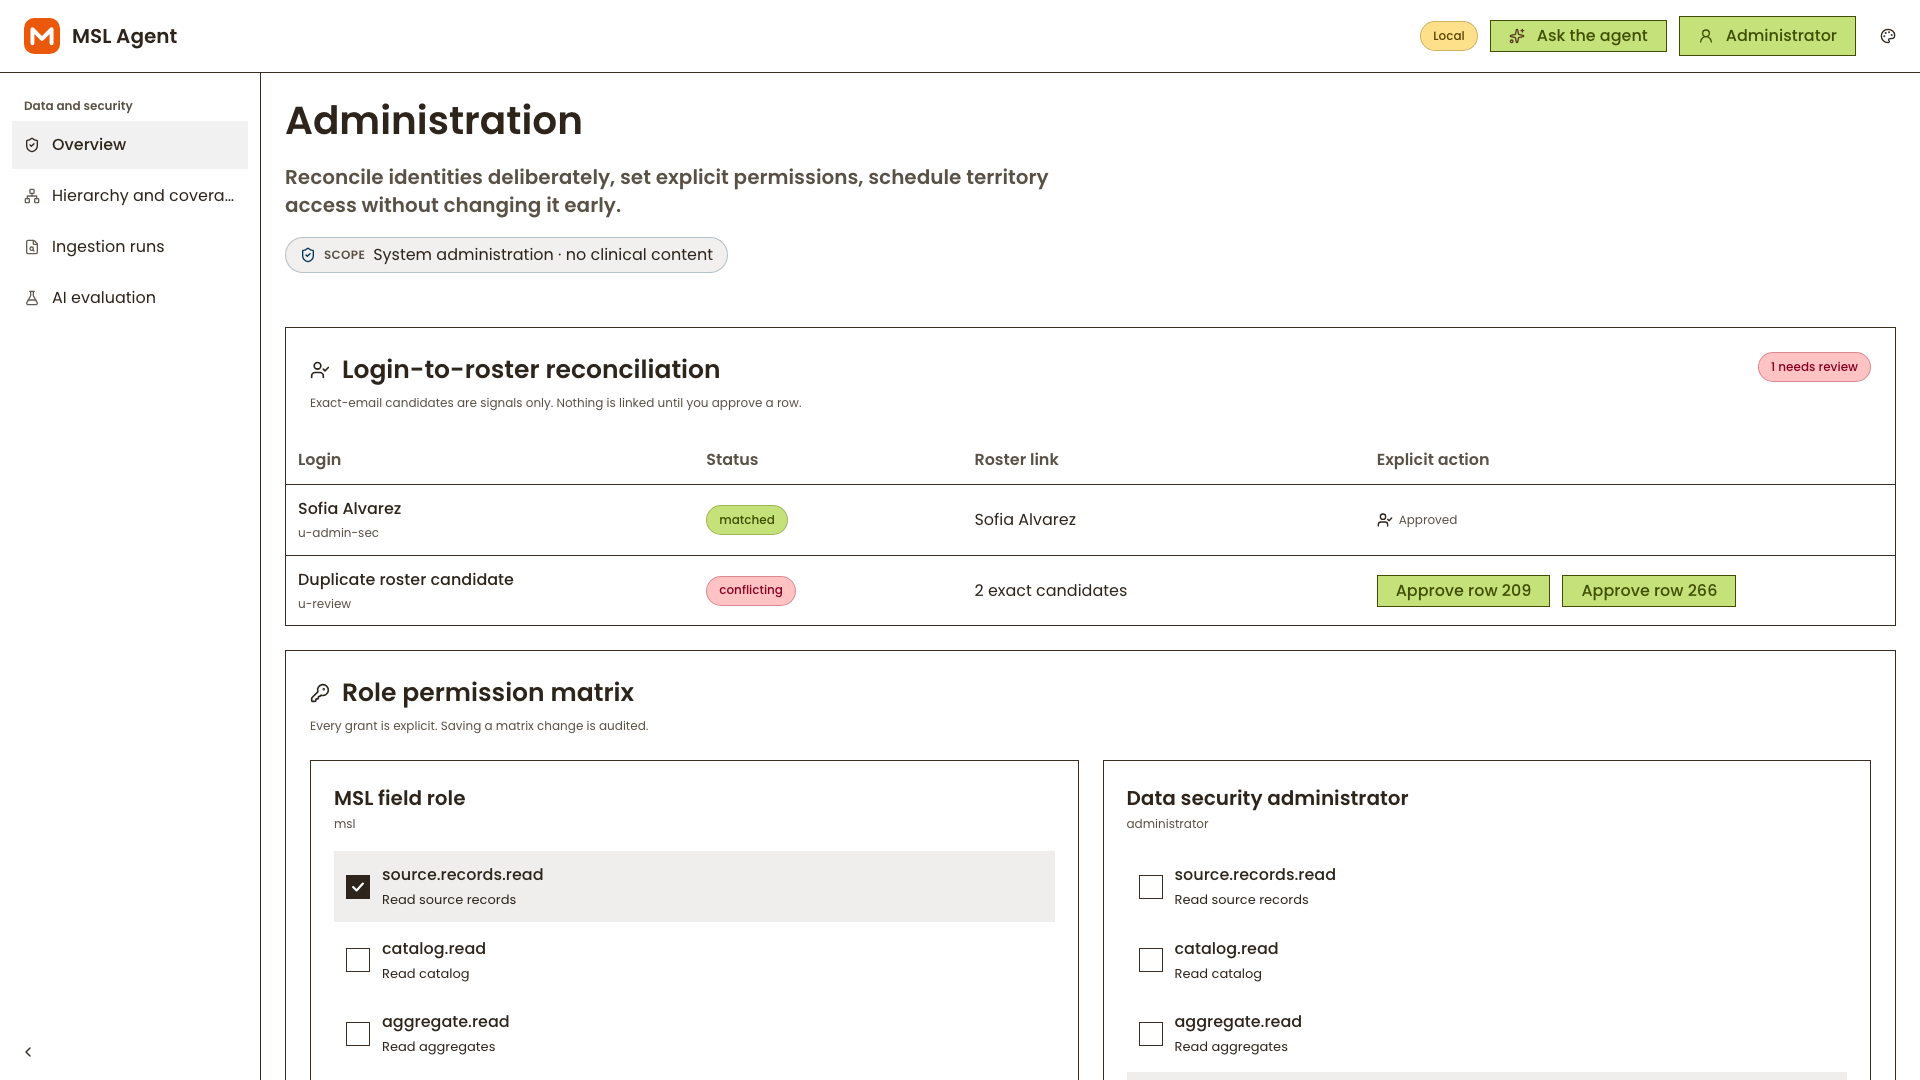 MSL Agent
Local
Ask the agent
Administrator
Data and security
Overview
Hierarchy and covera...
Ingestion runs
AI evaluation
Administration
Reconcile identities deliberately, set explicit permissions, schedule territory
access without changing it early.
SCOPE System administration · no clinical content
Login-to-roster reconciliation
1 needs review
Exact-email candidates are signals only. Nothing is linked until you approve a row.
Login Status Roster link Explicit action
Sofia Alvarez
u-admin-sec
matched
Sofia Alvarez
Approved
Duplicate roster candidate
u-review
conflicting
2 exact candidates
Approve row 209
Approve row 266
Role permission matrix
Every grant is explicit. Saving a matrix change is audited.
MSL field role
msl
source.records.read
Read source records
catalog.read
Read catalog
aggregate.read
Read aggregates
Data security administrator
administrator
source.records.read
Read source records
catalog.read
Read catalog
aggregate.read
Read aggregates